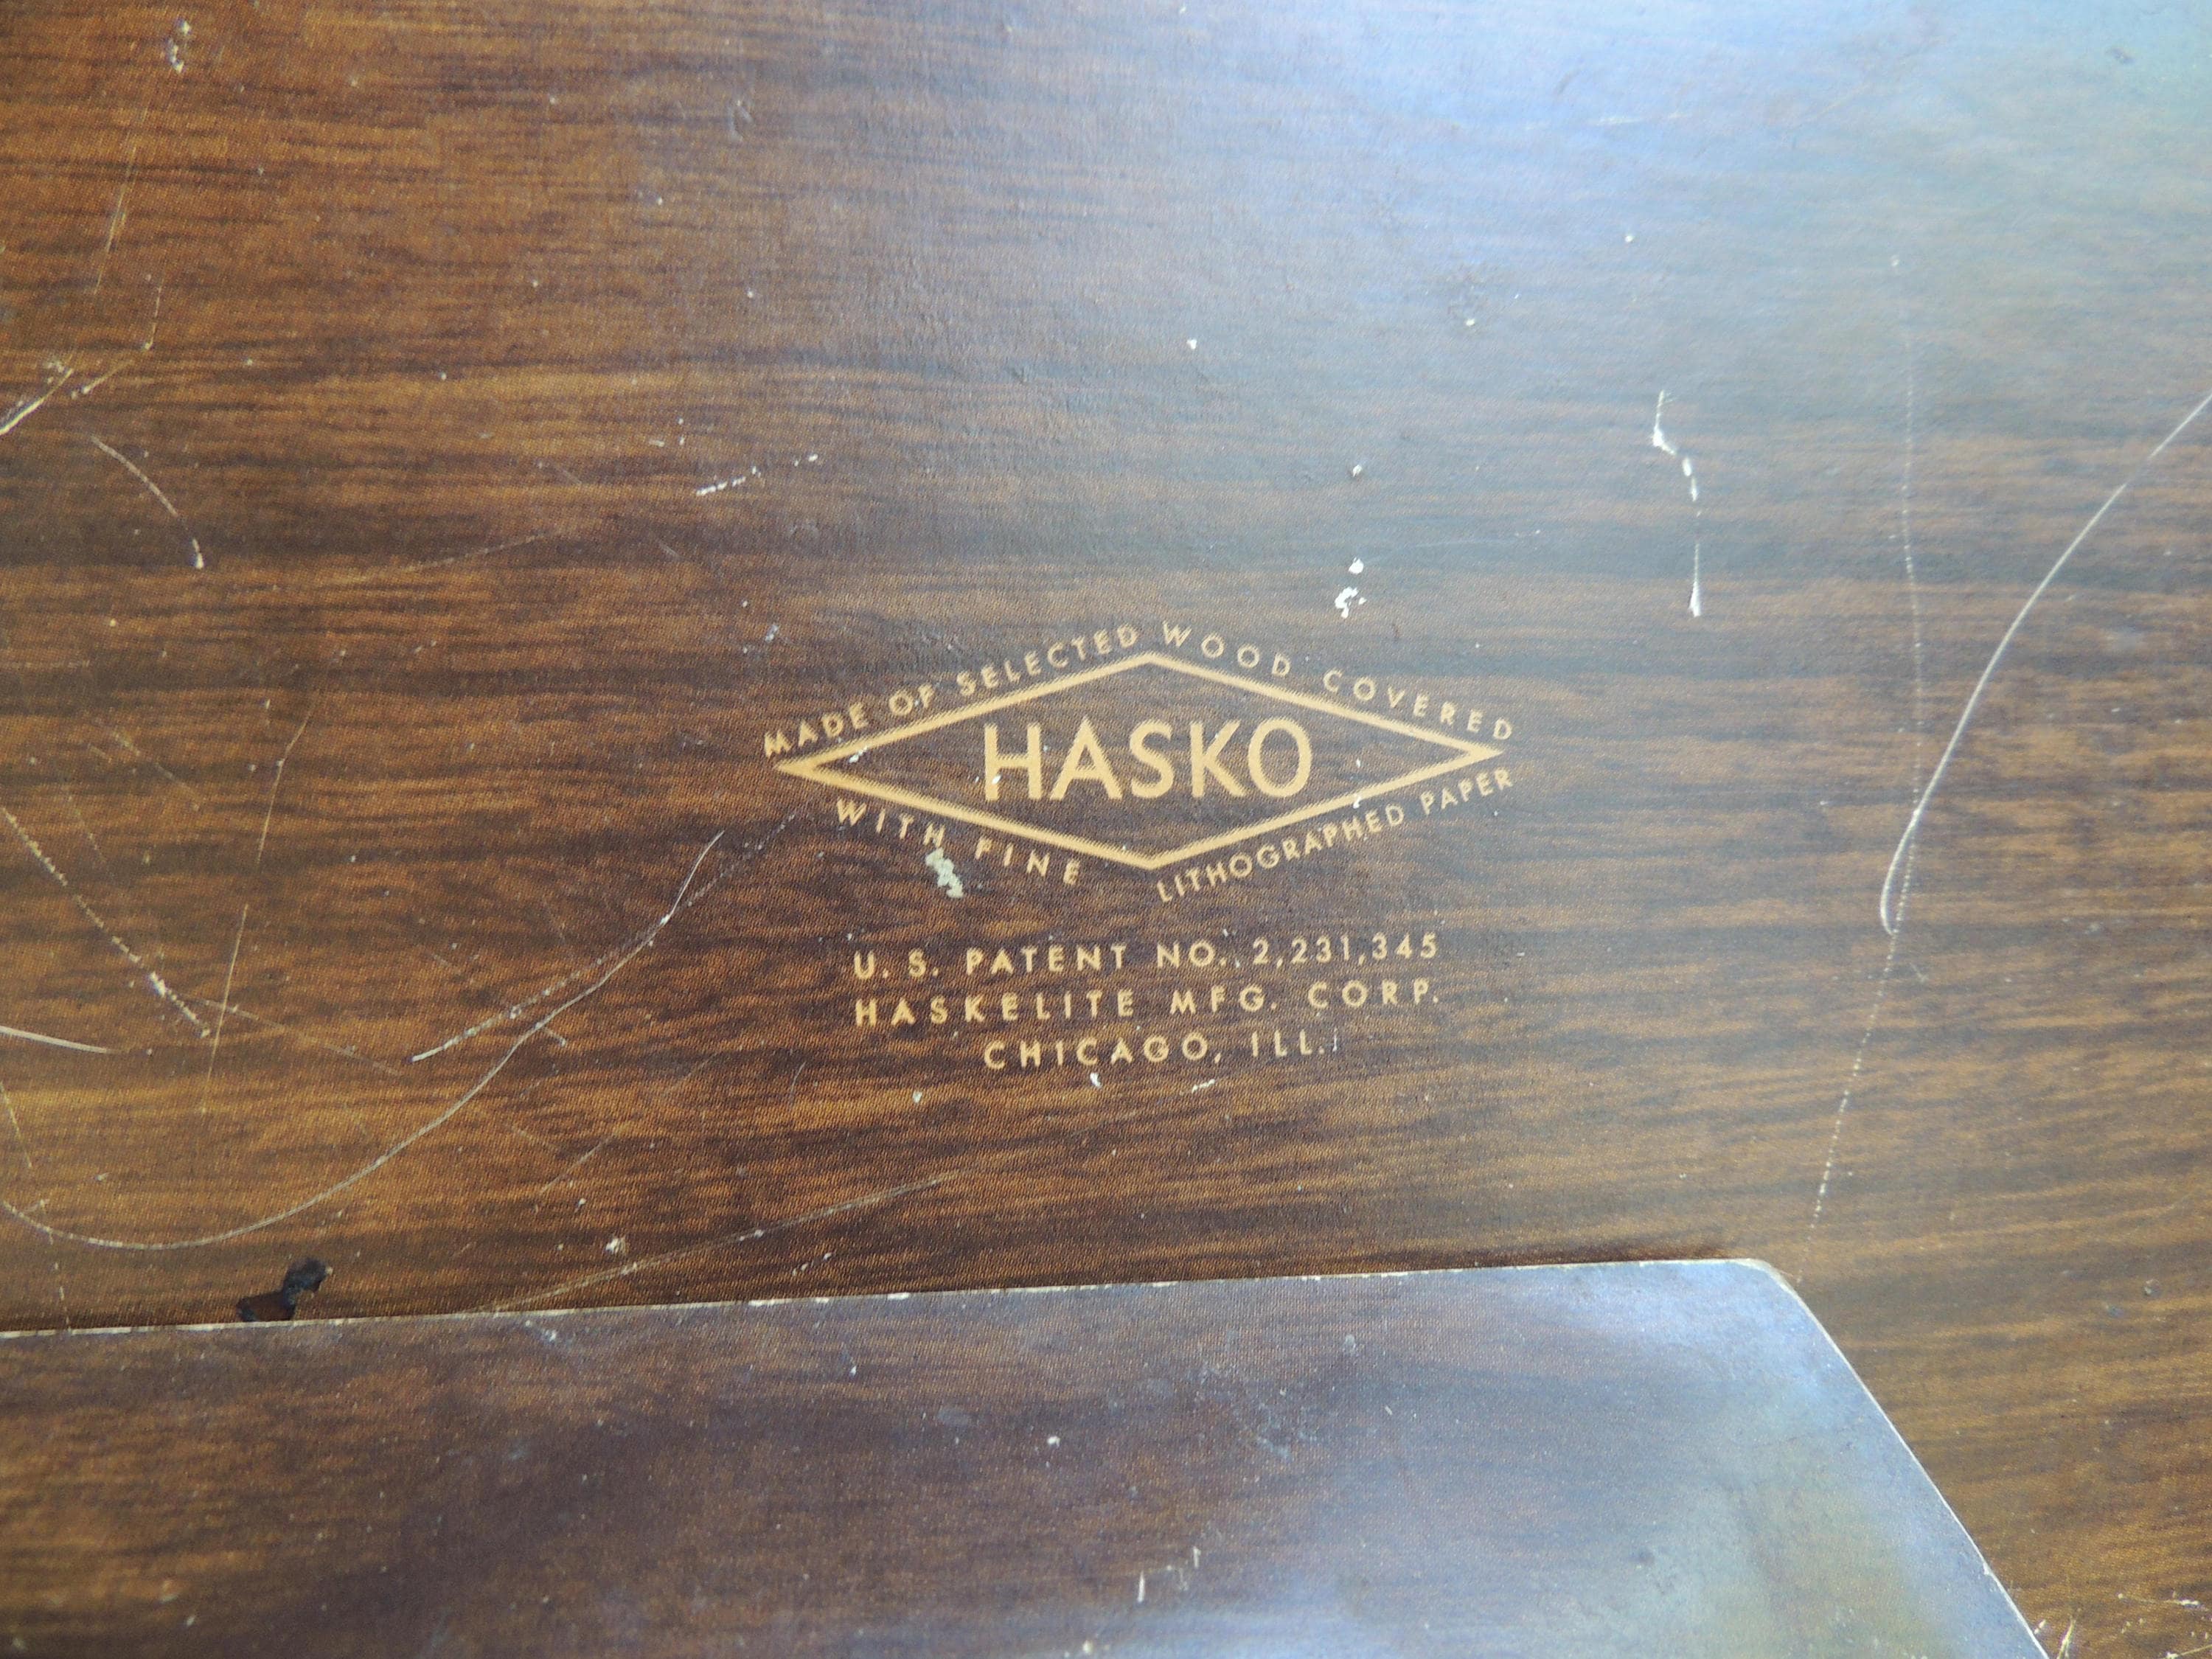 MADE OF SELECTED WOOD COVERED
HASKO
WITH FINE LITHOGRAPHED PAPER
U. S. PATENT NO. 2,231,345
HASKELITE MFG. CORP.
CHICAGO, ILL.